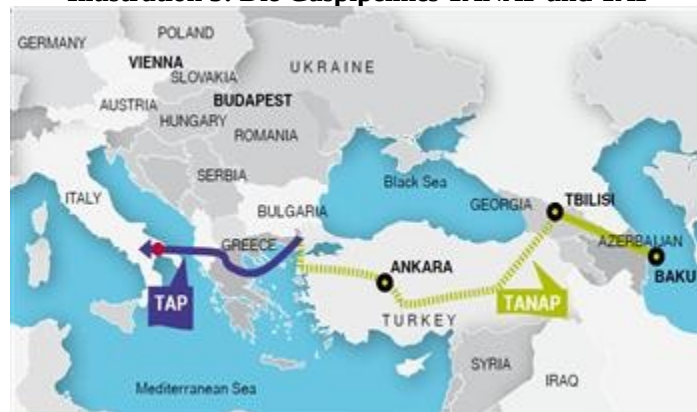 Illustration 3: Die Gaspipelines TANAP und TAP
GERMANY
POLAND
VIENNA
SLOVAKIA
UKRAINE
AUSTRIA
BUDAPEST
HUNGARY
ROMANIA
SERBIA
ITALY
Black Sea
GEORGIA
TBILISI
BULGARIA
AZERBAIJAN
GREECE
ANKARA
BAKU
TAP
TANAP
TURKEY
SYRIA
IRAQ
Mediterranean Sea